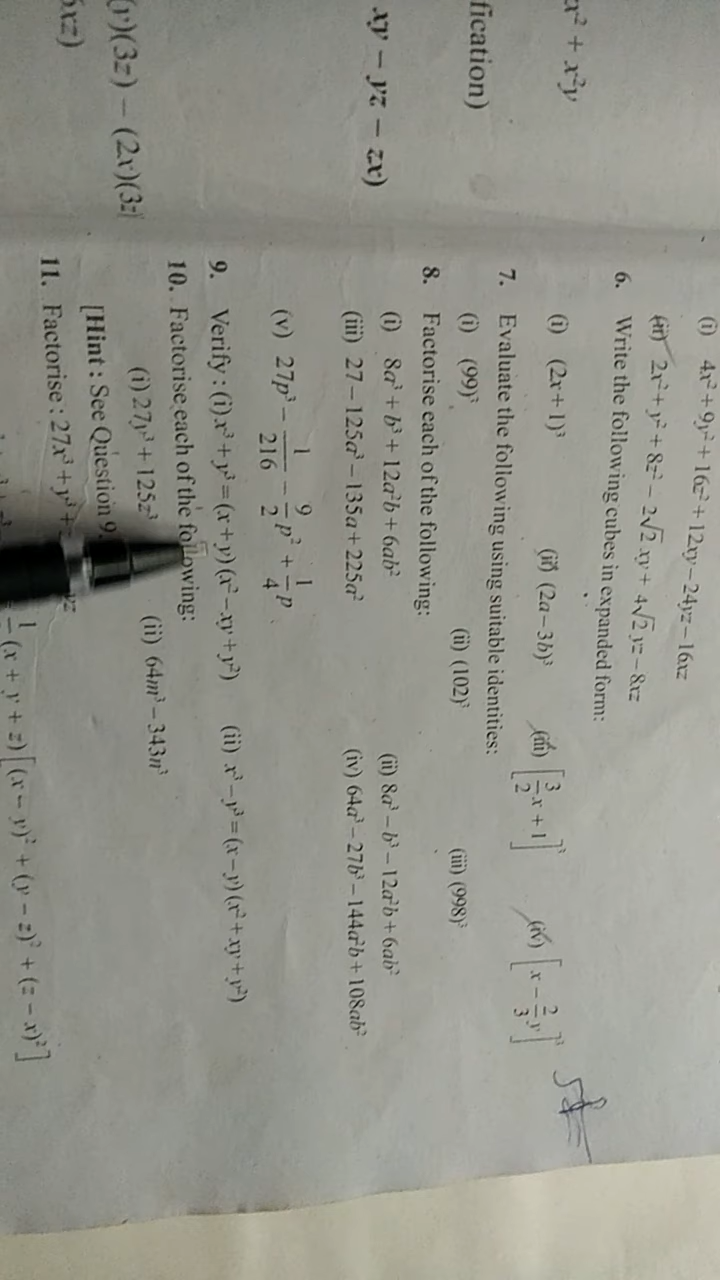 x² + x²y
fication)
xy – yz – zx)
(y)(3z) – (2x)(3z
6xz)
(i) 4x² + 9y² + 16z² + 12xy – 24yz – 16xz
(ii) 2x² + y² + 8z² – 2√2 xy + 4√2 yz – 8xz
6. Write the following cubes in expanded form:
(i) (2x + 1)³ (ii) (2a – 3b)³ (iii) [3/2 x + 1]³ (iv) [x – 2/3 y]³
7. Evaluate the following using suitable identities:
(i) (99)³ (ii) (102)³ (iii) (998)³
8. Factorise each of the following:
(i) 8a³ + b³ + 12a²b + 6ab² (ii) 8a³ – b³ – 12a²b + 6ab²
(iii) 27 – 125a³ – 135a + 225a² (iv) 64a³ – 27b³ – 144a²b + 108ab²
(v) 27p³ – 1/216 – 9/2 p² + 1/4 p
9. Verify : (i) x³ + y³ = (x + y) (x² – xy + y²) (ii) x³ – y³ = (x – y) (x² + xy + y²)
10. Factorise each of the following:
(i) 27y³ + 125z³ (ii) 64m³ – 343n³
[Hint : See Question 9.
11. Factorise : 27x³ + y³ + yz
1/ (x + y + z) [(x – y)² + (y – z)² + (z – x)²]